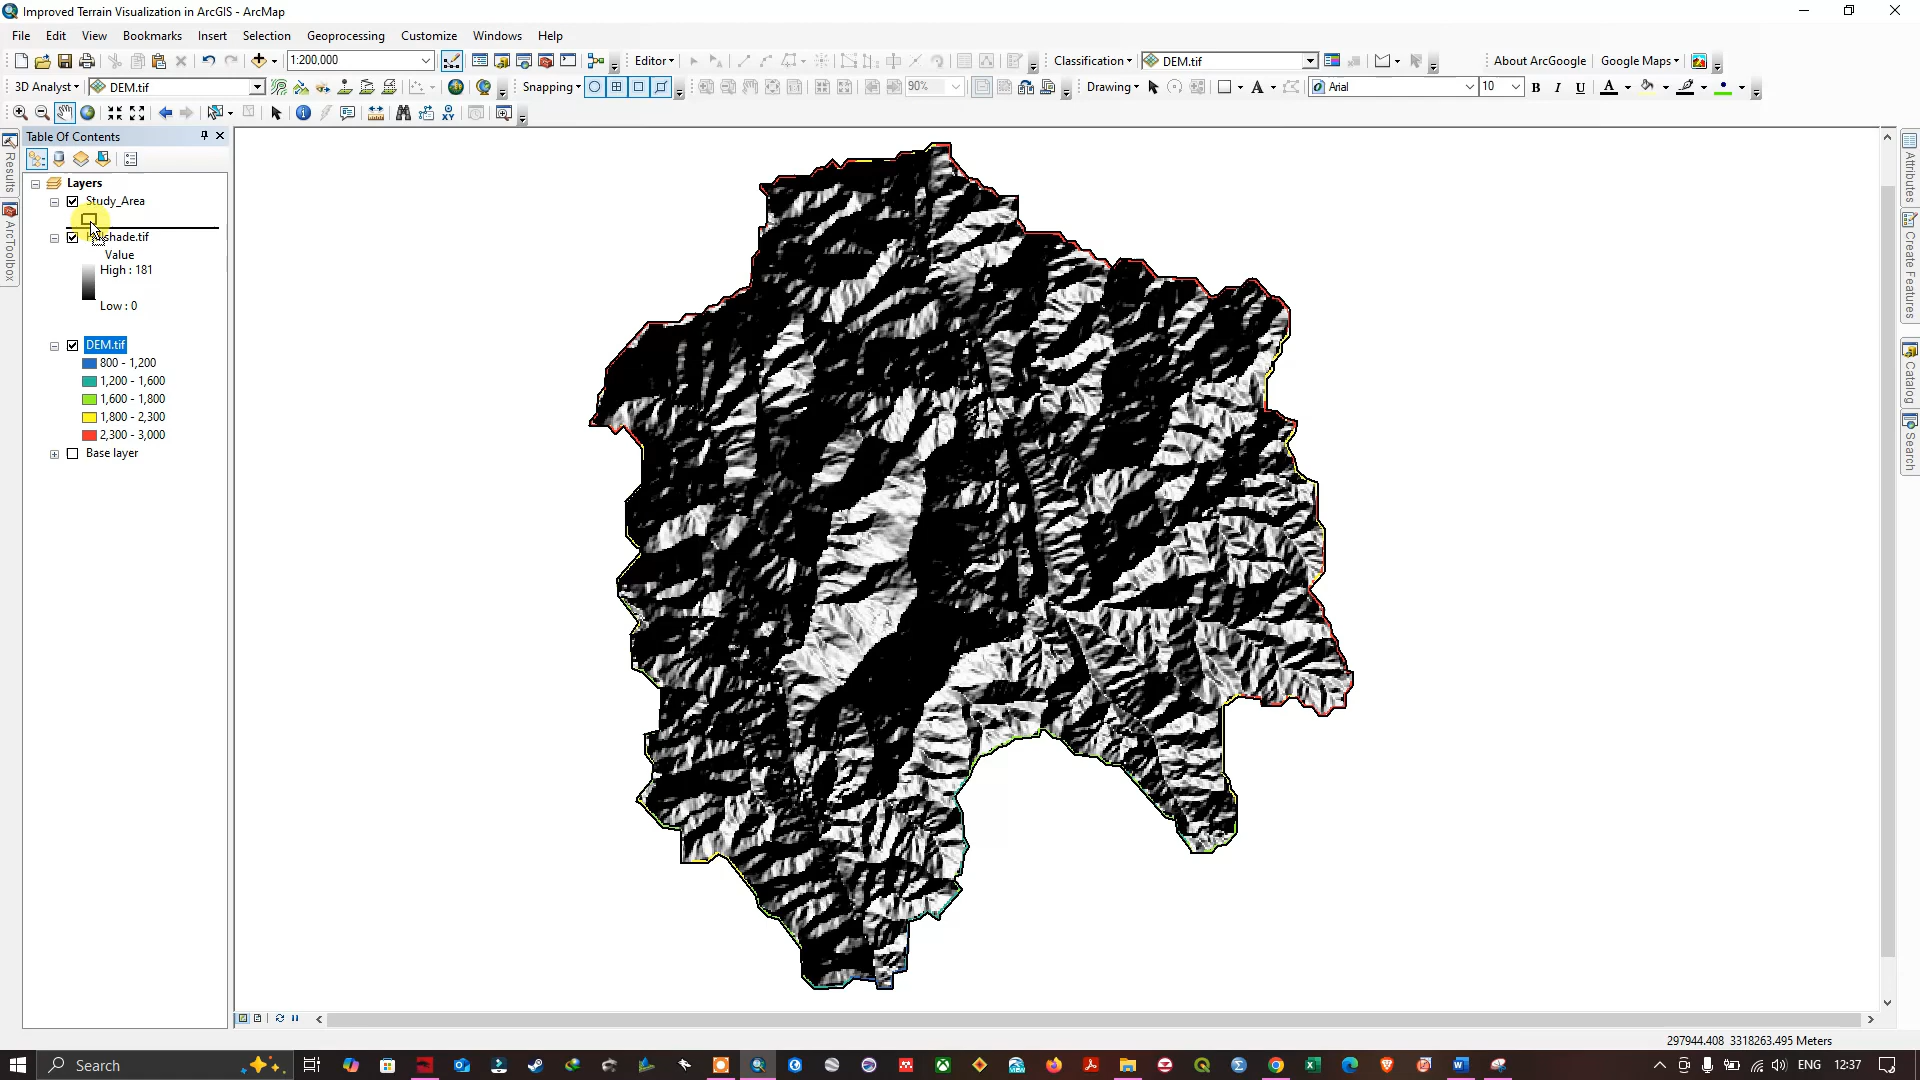 Improved Terrain Visualization in ArcGIS - ArcMap
File Edit View Bookmarks Insert Selection Geoprocessing Customize Windows Help
1:200,000 Editor Classification DEM.tif About ArcGoogle Google Maps
3D Analyst DEM.tif Snapping 90% Drawing Arial 10 B I U A
Table Of Contents
Results
ArcToolbox
Layers
Study_Area
Value
High : 181
Low : 0
DEM.tif
800 - 1,200
1,200 - 1,600
1,600 - 1,800
1,800 - 2,300
2,300 - 3,000
Base layer
Attributes
Create Features
Catalog
Search
297944.408 3318263.495 Meters
Search
ENG 12:37